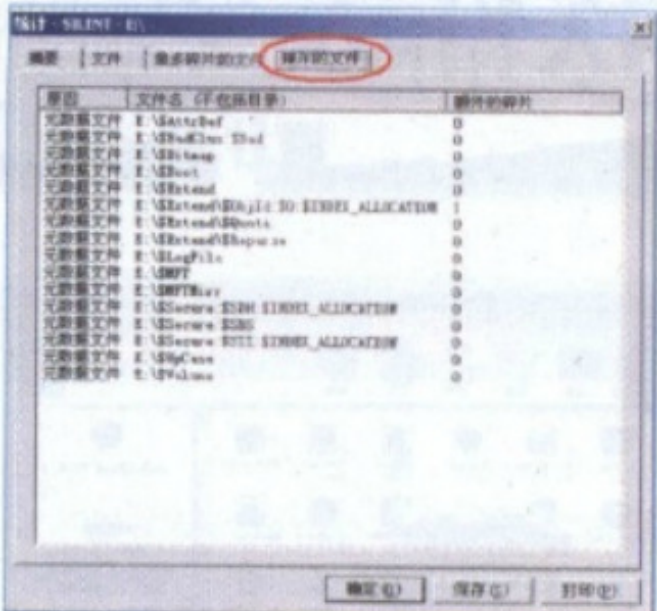 统计 - SILENT - E:\
摘要 文件 最多碎片的文件 排除的文件
原因 文件名 (不包括目录) 额外的碎片
元数据文件 E:\$AttrDef 0
元数据文件 E:\$BadClus:$Bad 0
元数据文件 E:\$Bitmap 0
元数据文件 E:\$Boot 0
元数据文件 E:\$Extend 0
元数据文件 E:\$Extend\$ObjId:$O:$INDEX_ALLOCATION 1
元数据文件 E:\$Extend\$Quota 0
元数据文件 E:\$Extend\$Reparse 0
元数据文件 E:\$LogFile 0
元数据文件 E:\$MFT 0
元数据文件 E:\$MFTMirr 0
元数据文件 E:\$Secure:$SDH:$INDEX_ALLOCATION 0
元数据文件 E:\$Secure:$SDS 0
元数据文件 E:\$Secure:$SII:$INDEX_ALLOCATION 0
元数据文件 E:\$UpCase 0
元数据文件 E:\$Volume 0
确定(O) 保存(S) 打印(P)